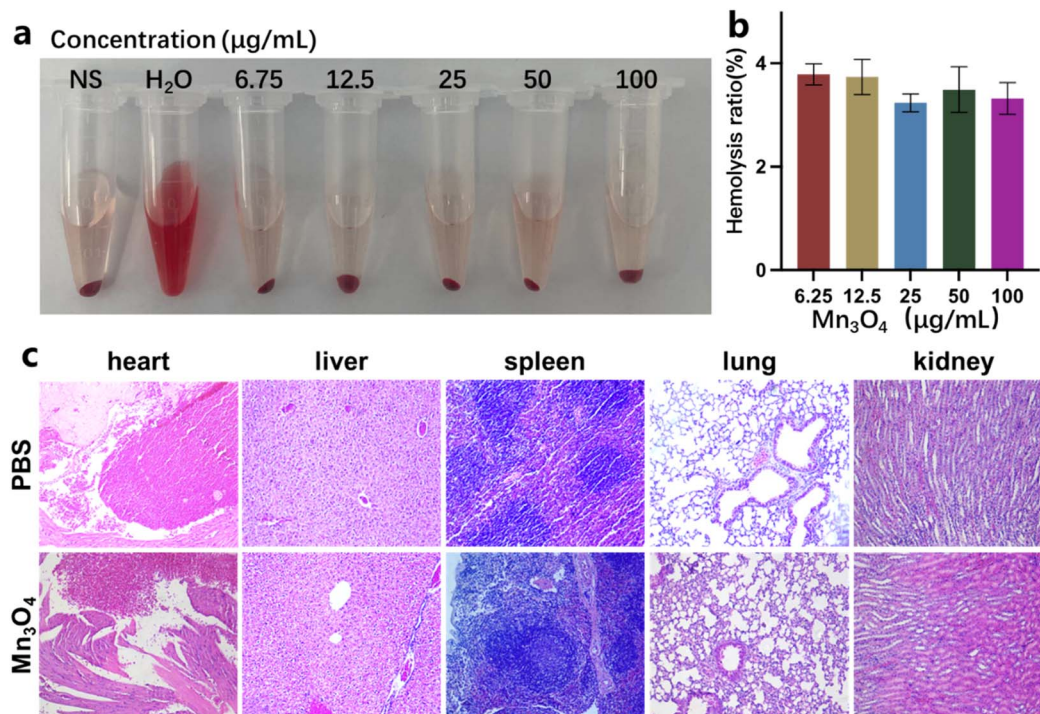 a
Concentration (μg/mL)
NS H₂O 6.75 12.5 25 50 100
b
Hemolysis ratio(%)
4
2
0
6.25 12.5 25 50 100
Mn₃O₄ (μg/mL)
c
heart liver spleen lung kidney
PBS
Mn₃O₄